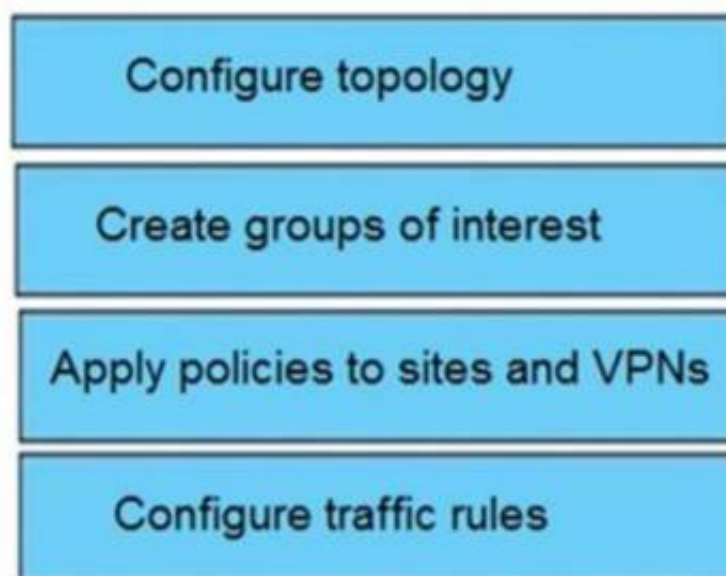 Configure topology
Create groups of interest
Apply policies to sites and VPNs
Configure traffic rules